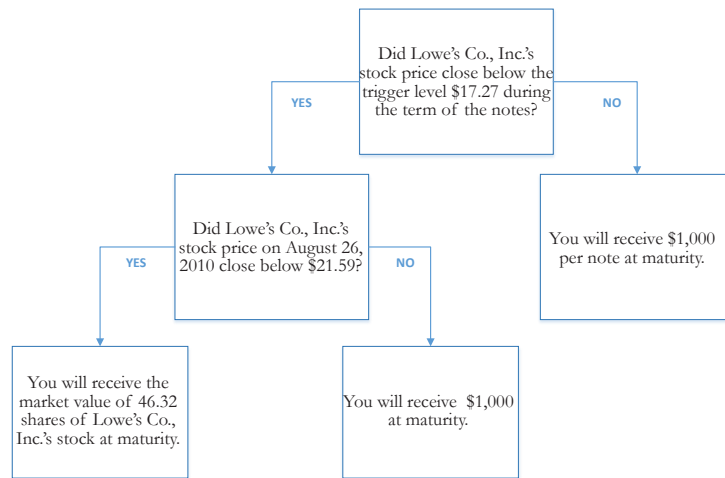 Did Lowe's Co., Inc.'s
stock price close below the
trigger level $17.27 during
the term of the notes?
YES
NO
Did Lowe's Co., Inc.'s
stock price on August 26,
2010 close below $21.59?
You will receive $1,000
per note at maturity.
YES
NO
You will receive the
market value of 46.32
shares of Lowe's Co.,
Inc.'s stock at maturity.
You will receive $1,000
at maturity.